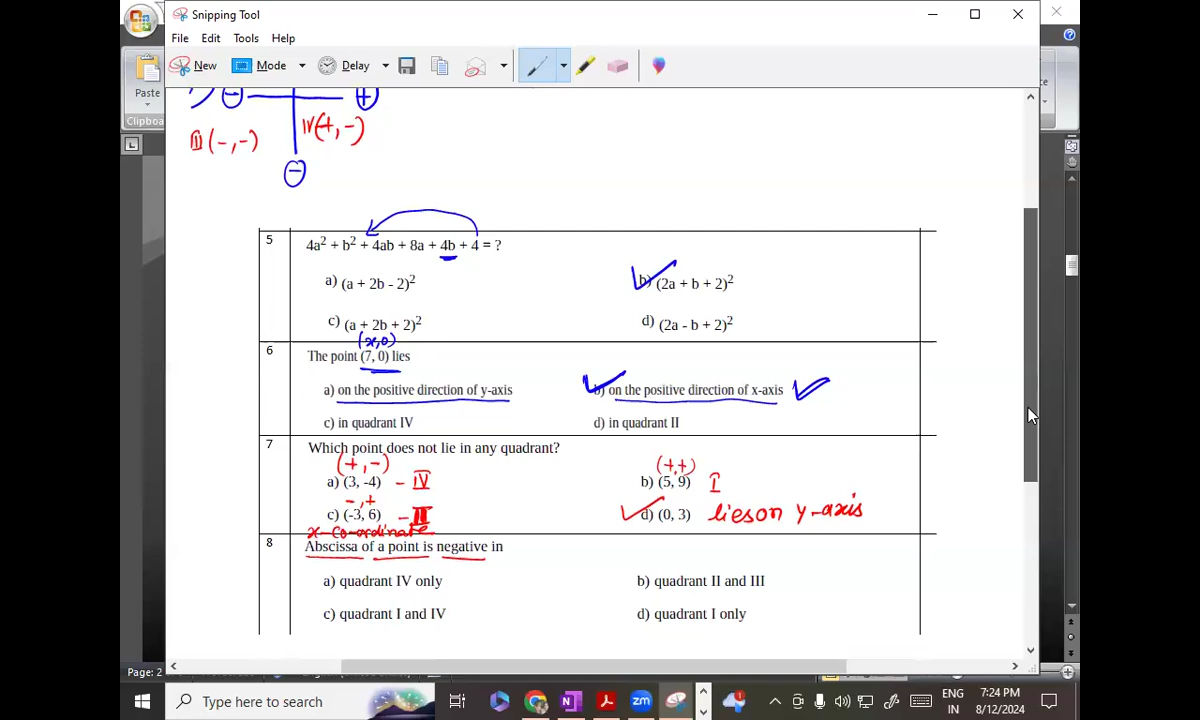 Snipping Tool
File Edit Tools Help
New Mode Delay
Paste
Clipboa
III (-,-)
IV(+,-)
5
4a² + b² + 4ab + 8a + 4b + 4 = ?
a) (a + 2b - 2)²
b) (2a + b + 2)²
c) (a + 2b + 2)²
d) (2a - b + 2)²
(x,0)
6
The point (7, 0) lies
a) on the positive direction of y-axis
b) on the positive direction of x-axis
c) in quadrant IV
d) in quadrant II
7
Which point does not lie in any quadrant?
(+,-)
(+,+)
a) (3, -4) - IV
b) (5, 9) I
-,+
c) (-3, 6) - II
d) (0, 3) lies on y-axis
x-co-ordinate
8
Abscissa of a point is negative in
a) quadrant IV only
b) quadrant II and III
c) quadrant I and IV
d) quadrant I only
Page: 2
Type here to search
ENG
IN
7:24 PM
8/12/2024